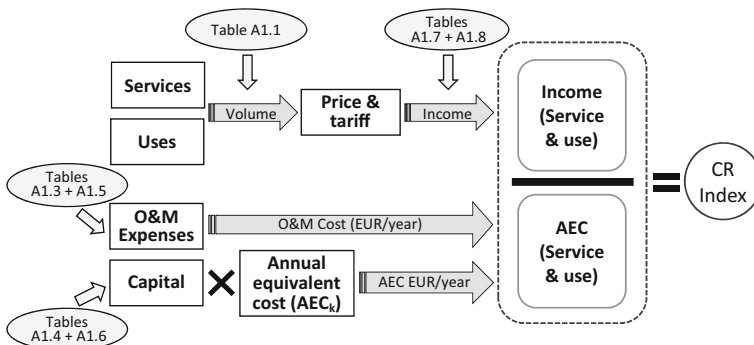 Table A1.1
Tables
A1.7 + A1.8
Services
Uses
Volume
Price &
tariff
Income
Income
(Service
& use)
CR
Index
Tables
A1.3 + A1.5
O&M
Expenses
O&M Cost (EUR/year)
AEC
(Service
& use)
Capital
Annual
equivalent
cost (AECk)
AEC EUR/year
Tables
A1.4 + A1.6